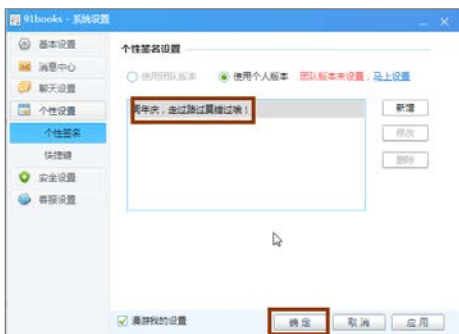 91books - 系统设置
基本设置
消息中心
聊天设置
个性设置
个性签名
快捷键
安全设置
客服设置
个性签名设置
使用团队版本
使用个人版本
团队版本未设置，马上设置
周年庆，走过路过莫错过哦！
新增
修改
删除
漫游我的设置
确定
取消
应用